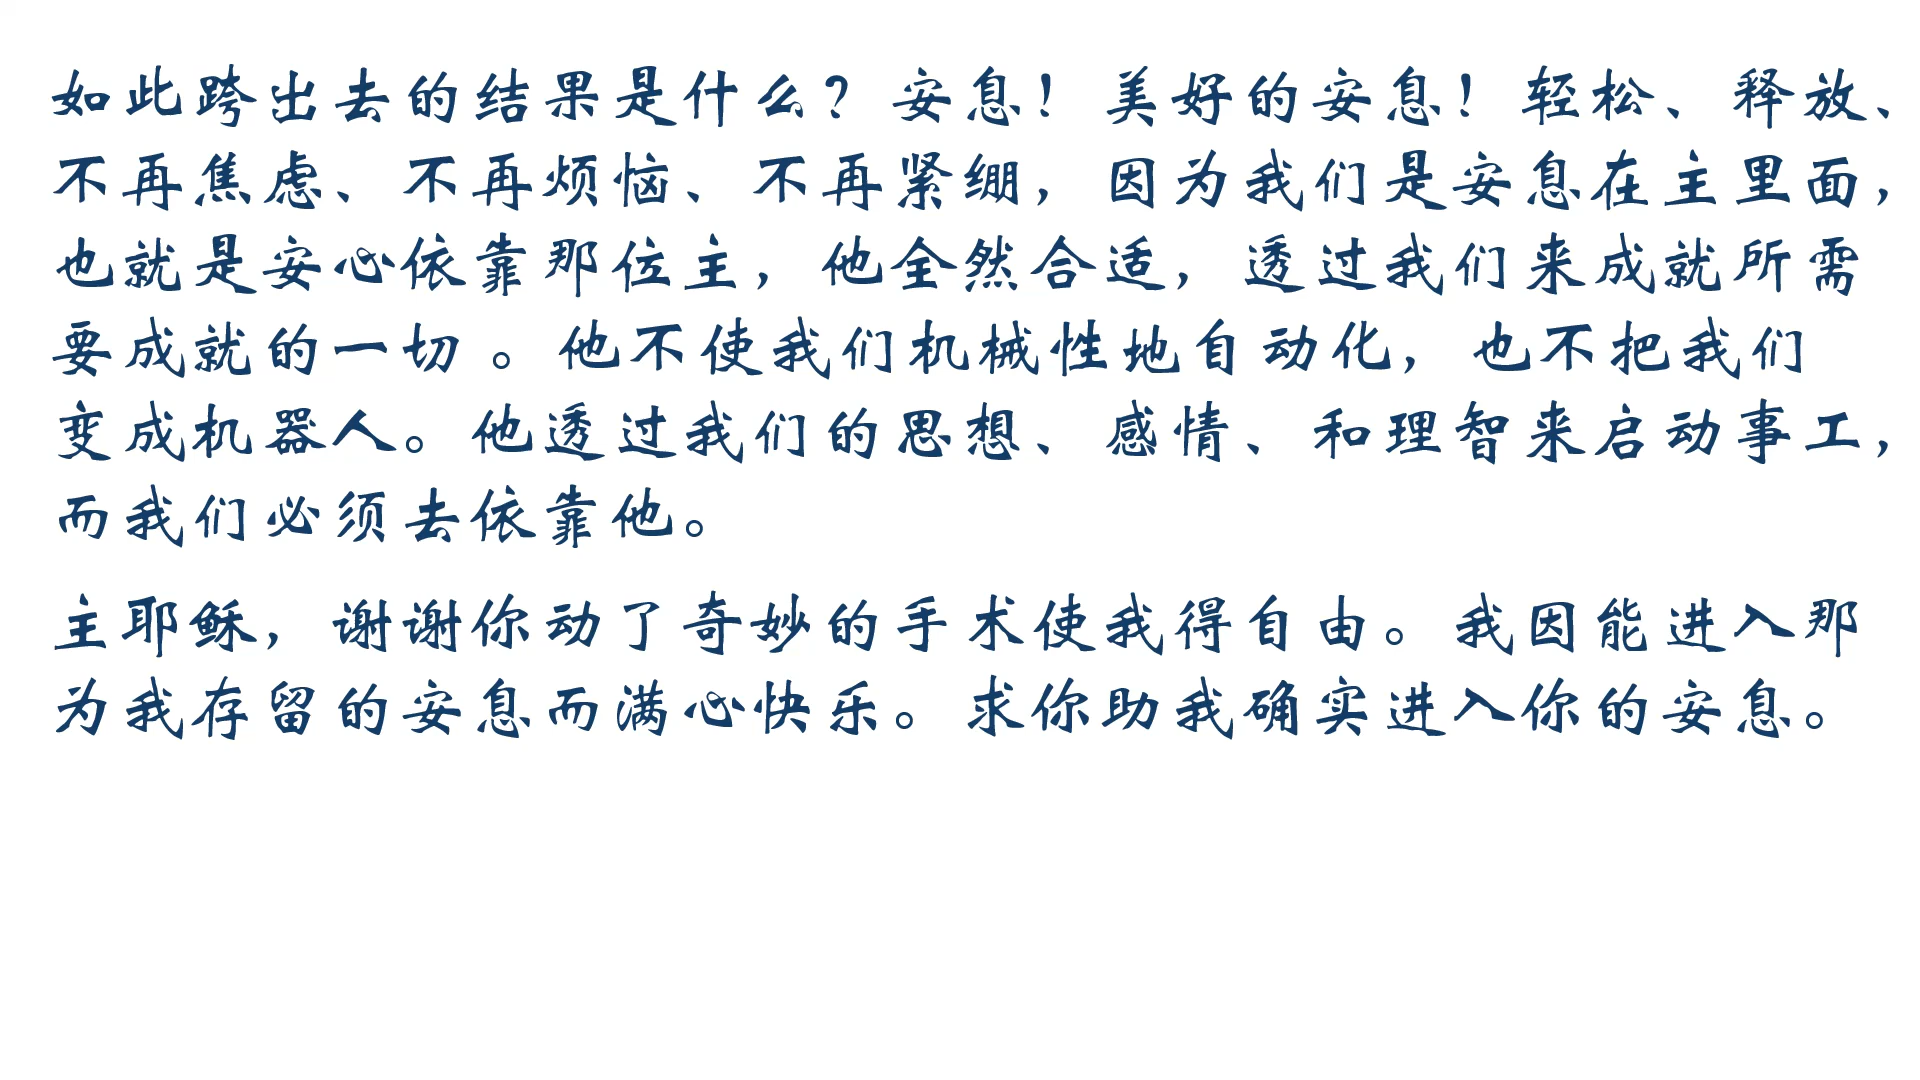 如此跨出去的结果是什么？安息！美好的安息！轻松、释放、
不再焦虑、不再烦恼、不再紧绷，因为我们是安息在主里面，
也就是安心依靠那位主，他全然合适，透过我们来成就所需
要成就的一切 。他不使我们机械性地自动化，也不把我们
变成机器人。他透过我们的思想、感情、和理智来启动事工，
而我们必须去依靠他。
主耶稣，谢谢你动了奇妙的手术使我得自由。我因能进入那
为我存留的安息而满心快乐。求你助我确实进入你的安息。